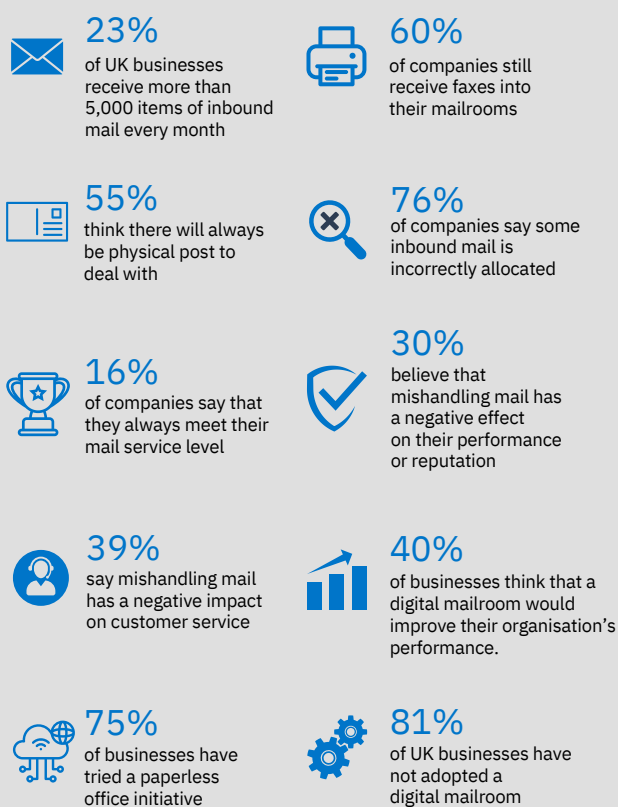 23%
of UK businesses
receive more than
5,000 items of inbound
mail every month
60%
of companies still
receive faxes into
their mailrooms
55%
think there will always
be physical post to
deal with
76%
of companies say some
inbound mail is
incorrectly allocated
16%
of companies say that
they always meet their
mail service level
30%
believe that
mishandling mail has
a negative effect
on their performance
or reputation
39%
say mishandling mail
has a negative impact
on customer service
40%
of businesses think that a
digital mailroom would
improve their organisation's
performance.
75%
of businesses have
tried a paperless
office initiative
81%
of UK businesses have
not adopted a
digital mailroom